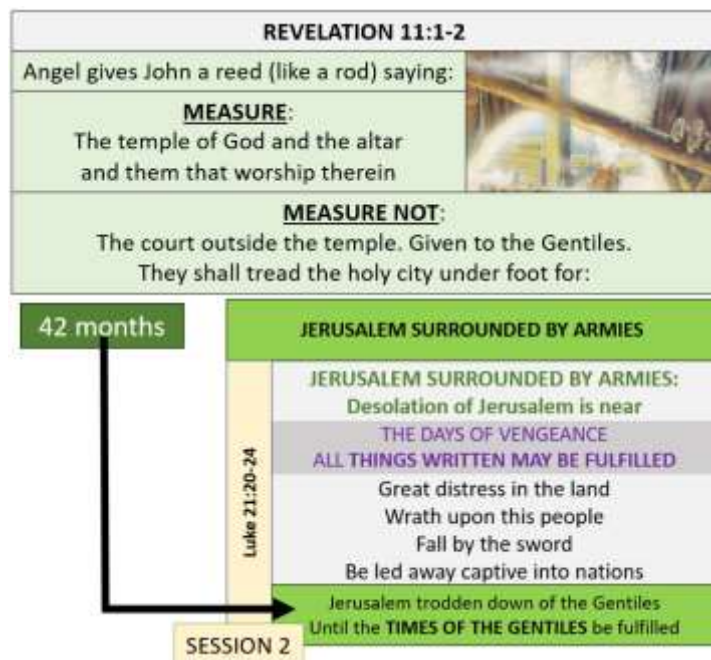 REVELATION 11:1-2
Angel gives John a reed (like a rod) saying:
MEASURE:
The temple of God and the altar
and them that worship therein
MEASURE NOT:
The court outside the temple. Given to the Gentiles.
They shall tread the holy city under foot for:
42 months
JERUSALEM SURROUNDED BY ARMIES
Luke 21:20-24
JERUSALEM SURROUNDED BY ARMIES:
Desolation of Jerusalem is near
THE DAYS OF VENGEANCE
ALL THINGS WRITTEN MAY BE FULFILLED
Great distress in the land
Wrath upon this people
Fall by the sword
Be led away captive into nations
Jerusalem trodden down of the Gentiles
Until the TIMES OF THE GENTILES be fulfilled
SESSION 2